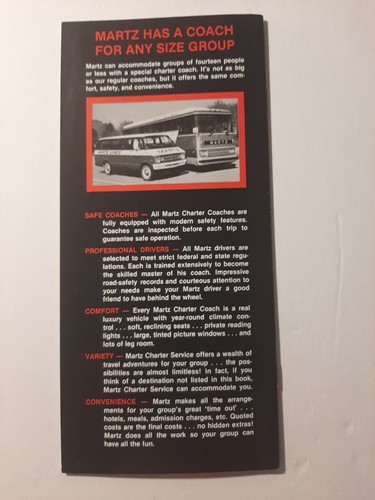 MARTZ HAS A COACH
FOR ANY SIZE GROUP
Martz can accommodate groups of fourteen people
or less with a special charter coach. It's not as big
as our regular coaches, but it offers the same com-
fort, safety, and convenience.
MARTZ
SAFE COACHES — All Martz Charter Coaches are
fully equipped with modern safety features.
Coaches are inspected before each trip to
guarantee safe operation.
PROFESSIONAL DRIVERS — All Martz drivers are
selected to meet strict federal and state regu-
lations. Each is trained extensively to become
the skilled master of his coach. Impressive
road-safety records and courteous attention to
your needs make your Martz driver a good
friend to have behind the wheel.
COMFORT — Every Martz Charter Coach is a real
luxury vehicle with year-round climate con-
trol . . . soft, reclining seats . . . private reading
lights . . . large, tinted picture windows . . . and
lots of leg room.
VARIETY — Martz Charter Service offers a wealth of
travel adventures for your group . . . the pos-
sibilities are almost limitless! In fact, if you
think of a destination not listed in this book,
Martz Charter Service can accommodate you.
CONVENIENCE — Martz makes all the arrange-
ments for your group's great 'time out' . . .
hotels, meals, admission charges, etc. Quoted
costs are the final costs . . . no hidden extras!
Martz does all the work so your group can
have all the fun.